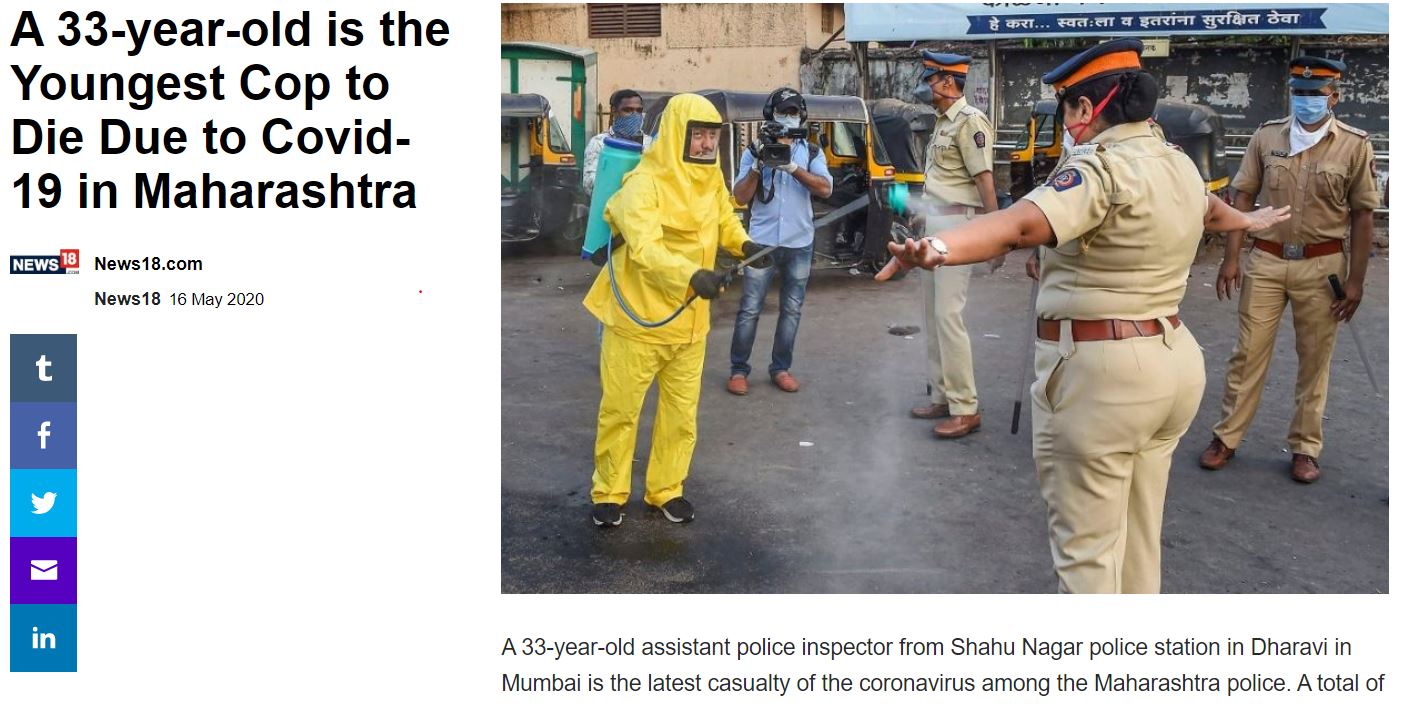 A 33-year-old is the
Youngest Cop to
Die Due to Covid-
19 in Maharashtra
NEWS18.COM
News18.com
News18 16 May 2020
t
f
in
हे करा... स्वतःला व इतरांना सुरक्षित ठेवा
A 33-year-old assistant police inspector from Shahu Nagar police station in Dharavi in
Mumbai is the latest casualty of the coronavirus among the Maharashtra police. A total of